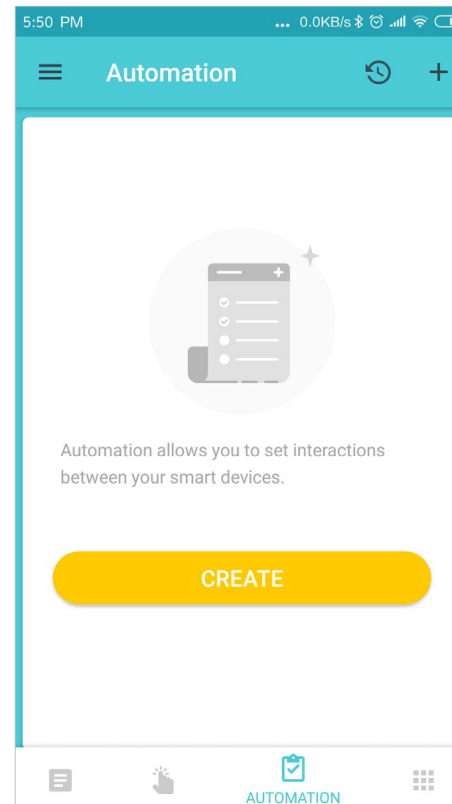 5:50 PM ... 0.0KB/s
Automation
Automation allows you to set interactions
between your smart devices.
CREATE
AUTOMATION